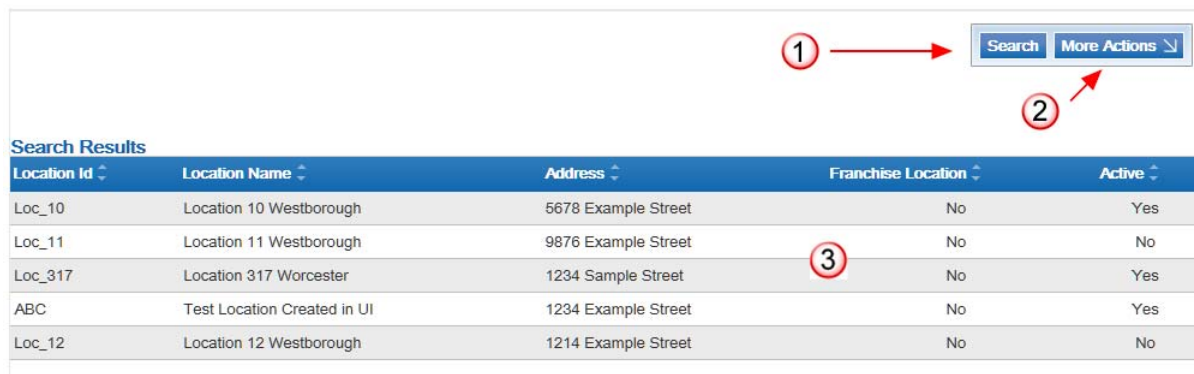 1 Search More Actions
2
Search Results
Location Id Location Name Address Franchise Location Active
Loc_10 Location 10 Westborough 5678 Example Street No Yes
Loc_11 Location 11 Westborough 9876 Example Street No No
3
Loc_317 Location 317 Worcester 1234 Sample Street No Yes
ABC Test Location Created in UI 1234 Example Street No Yes
Loc_12 Location 12 Westborough 1214 Example Street No No